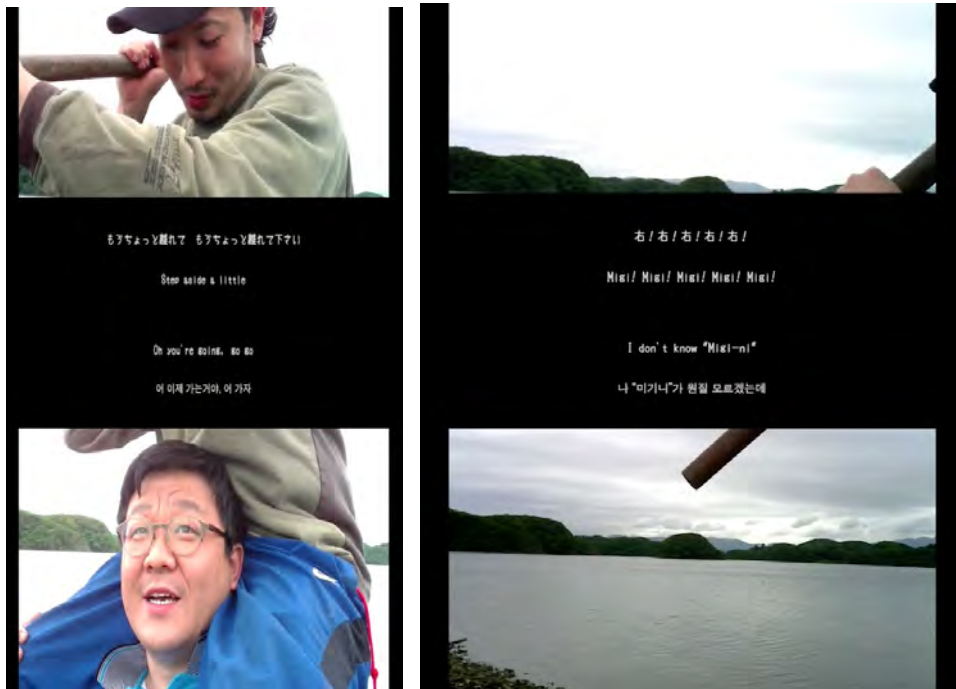 もうちょっと離れて　もうちょっと離れて下さい
Step aside a little
Oh you're going, go go
어 이제 가는거야, 어 가자
右！右！右！右！右！
Migi! Migi! Migi! Migi! Migi!
I don't know "Migi-ni"
나 "미기니"가 뭔질 모르겠는데